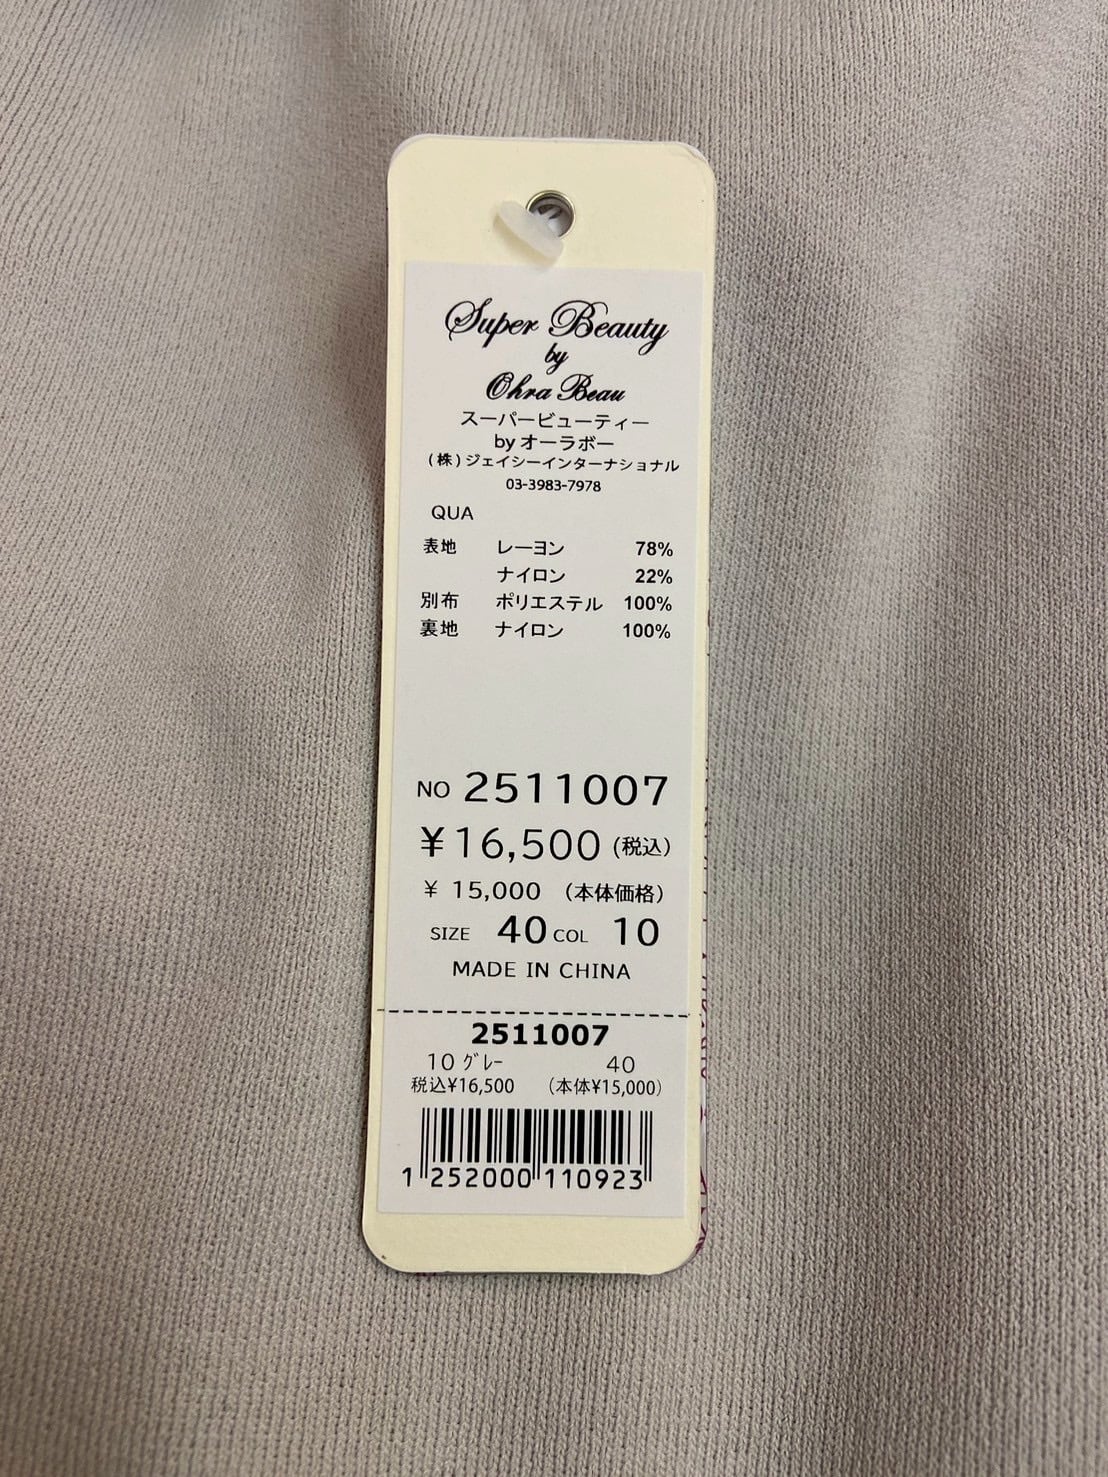 Super Beauty
by
Ohra Beau
スーパービューティー
by オーラボー
(株)ジェイシーインターナショナル
03-3983-7978
QUA
表地 レーヨン 78%
ナイロン 22%
別布 ポリエステル 100%
裏地 ナイロン 100%
NO 2511007
¥16,500 (税込)
¥ 15,000 (本体価格)
SIZE 40 COL 10
MADE IN CHINA
2511007
10 ｸﾞﾚｰ 40
税込¥16,500 (本体¥15,000)
1 252000 110923